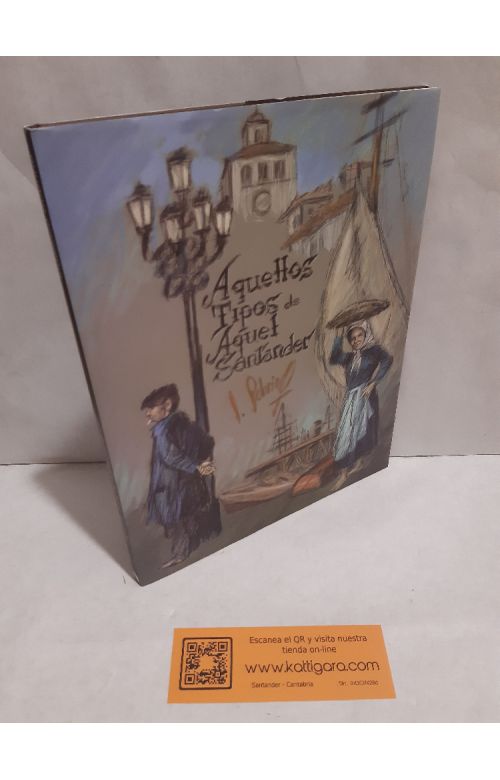 Aquellos
Tipos de
Aquel
Santander
Escanea el QR y visita nuestra
tienda on-line
www.kattigara.com
Santander - Cantabria